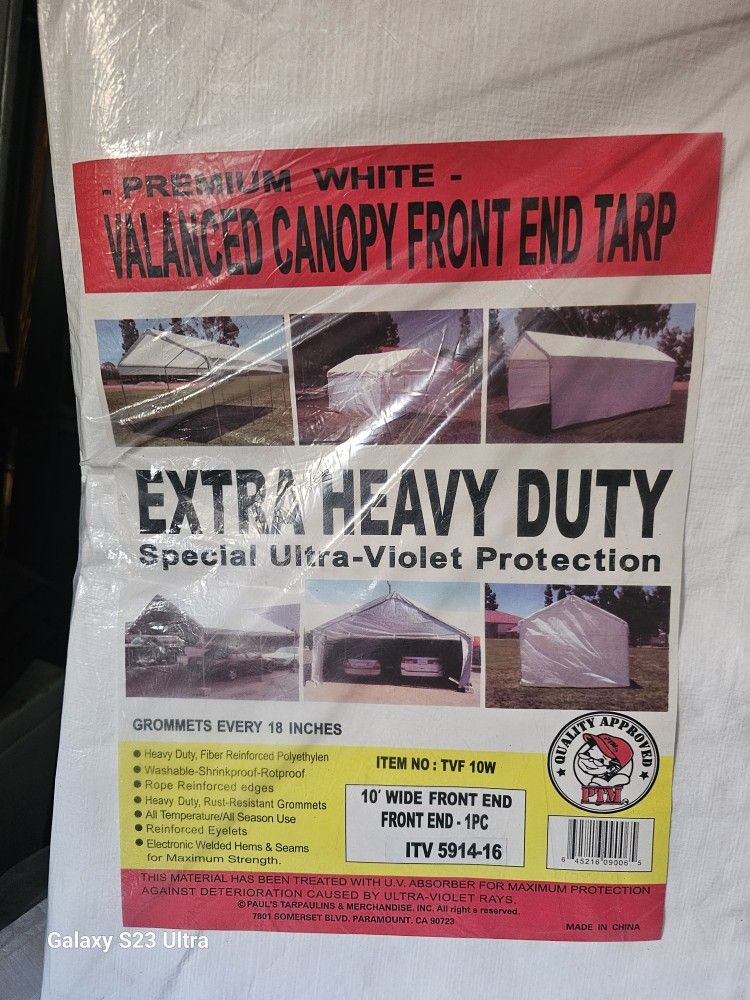 - PREMIUM WHITE -
VALANCED CANOPY FRONT END TARP
EXTRA HEAVY DUTY
Special Ultra-Violet Protection
GROMMETS EVERY 18 INCHES
● Heavy Duty, Fiber Reinforced Polyethylen
● Washable-Shrinkproof-Rotproof
● Rope Reinforced edges
● Heavy Duty, Rust-Resistant Grommets
● All Temperature/All Season Use
● Reinforced Eyelets
● Electronic Welded Hems & Seams
for Maximum Strength.
ITEM NO : TVF 10W
10' WIDE FRONT END
FRONT END - 1PC
ITV 5914-16
★ QUALITY APPROVED ★
PTM
6 45216 09006 5
THIS MATERIAL HAS BEEN TREATED WITH U.V. ABSORBER FOR MAXIMUM PROTECTION
AGAINST DETERIORATION CAUSED BY ULTRA-VIOLET RAYS.
© PAUL'S TARPAULINS & MERCHANDISE. INC. All right s reserved.
7801 SOMERSET BLVD. PARAMOUNT. CA 90723
MADE IN CHINA
Galaxy S23 Ultra